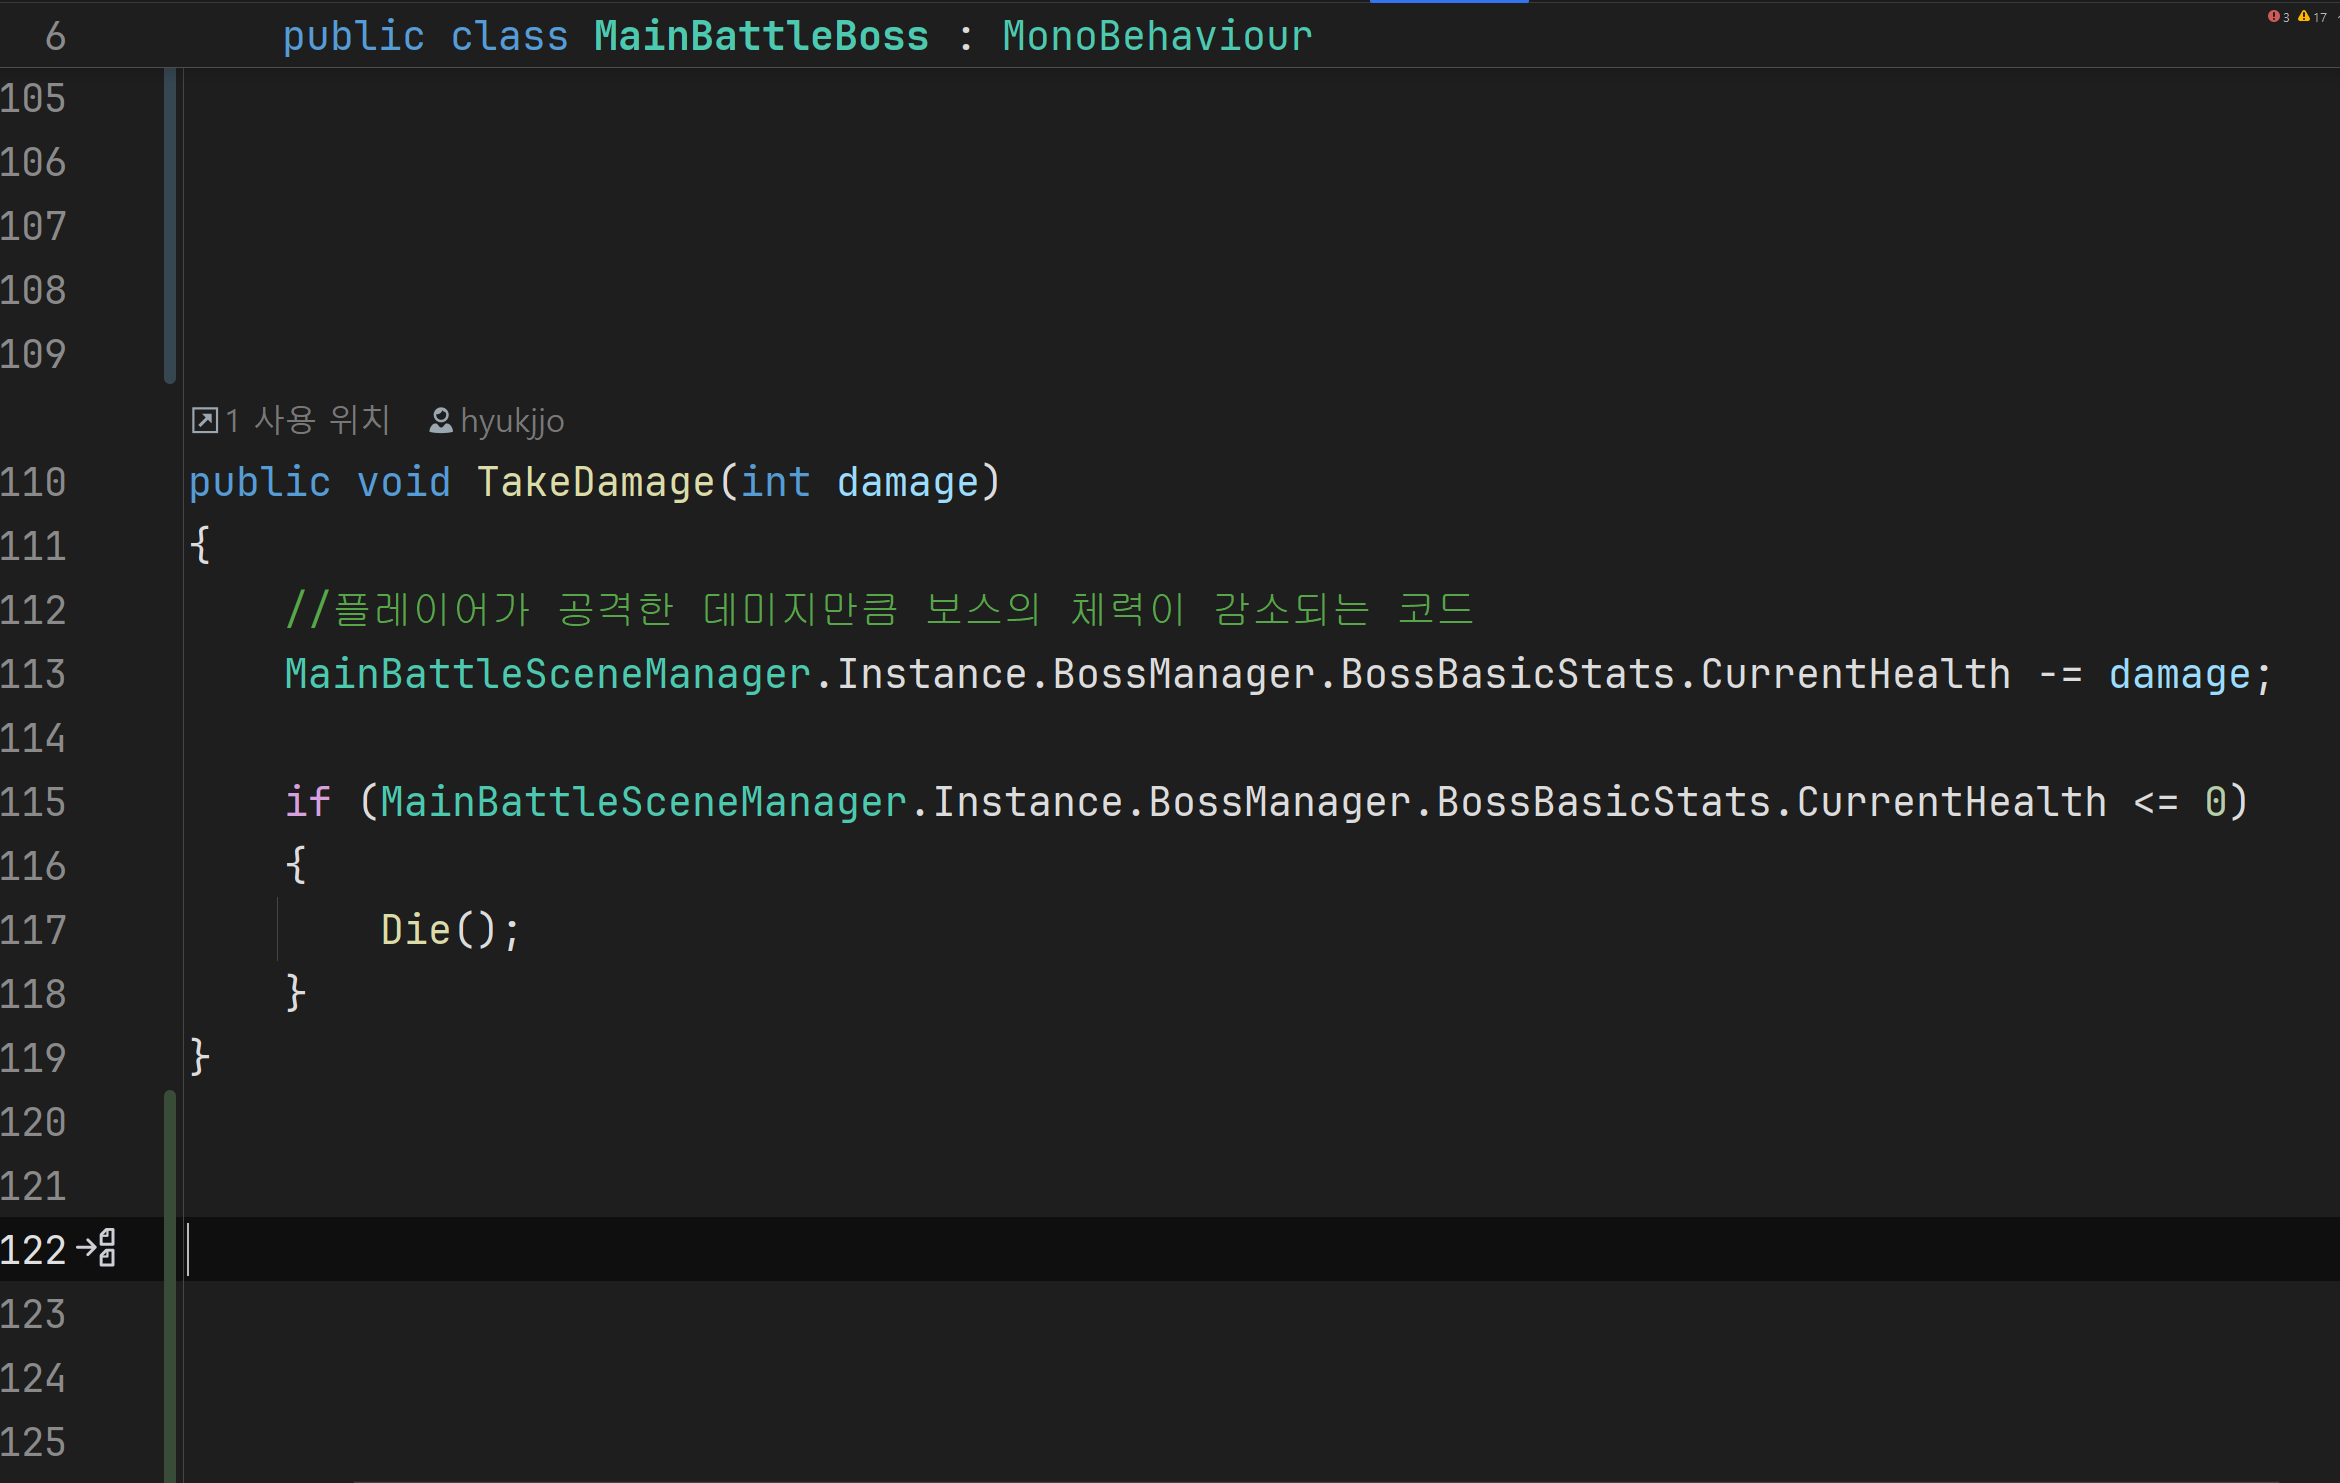 6 public class MainBattleBoss : MonoBehaviour
3 17
105
106
107
108
109
1 사용 위치 hyukjjo
110 public void TakeDamage(int damage)
111 {
112 //플레이어가 공격한 데미지만큼 보스의 체력이 감소되는 코드
113 MainBattleSceneManager.Instance.BossManager.BossBasicStats.CurrentHealth -= damage;
114
115 if (MainBattleSceneManager.Instance.BossManager.BossBasicStats.CurrentHealth <= 0)
116 {
117 Die();
118 }
119 }
120
121
122
123
124
125